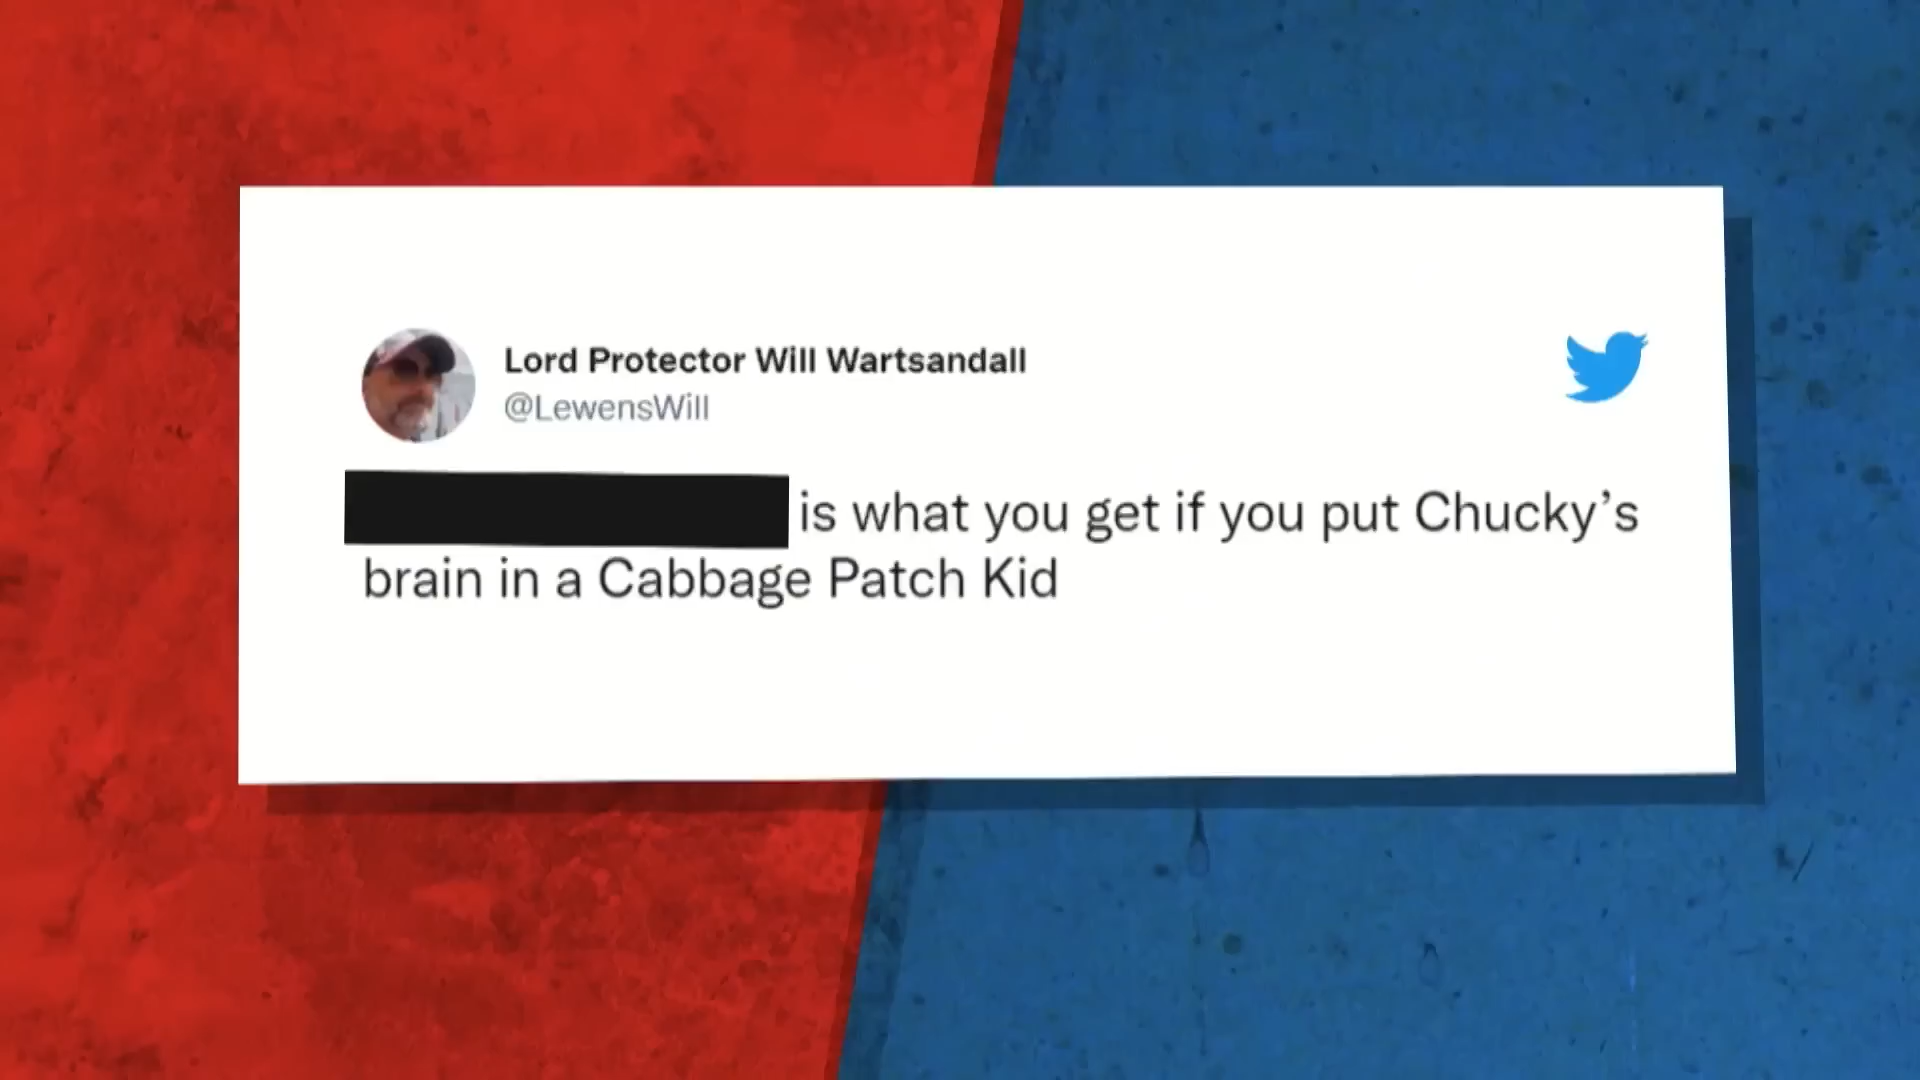 Lord Protector Will Wartsandall
@LewensWill
is what you get if you put Chucky’s
brain in a Cabbage Patch Kid